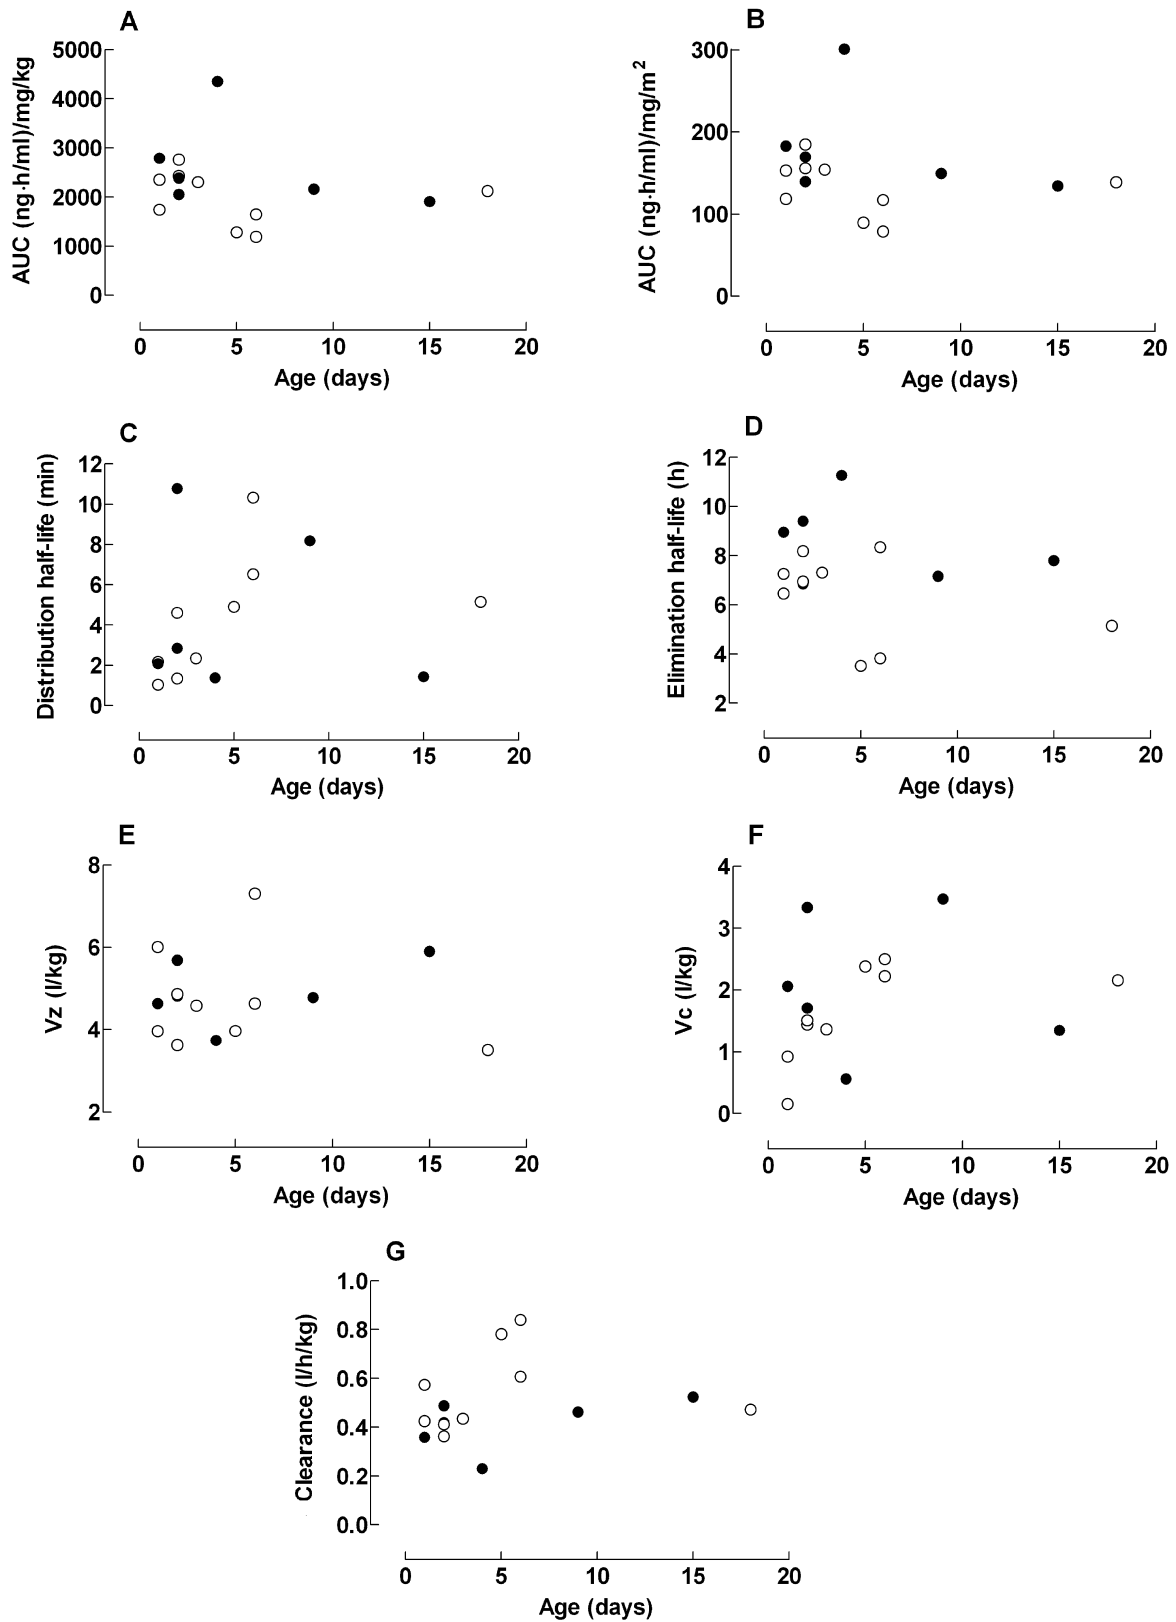 A
AUC (ng·h/ml)/mg/kg
5000
4000
3000
2000
1000
0
0 5 10 15 20
Age (days)
B
AUC (ng·h/ml)/mg/m²
300
200
100
0
0 5 10 15 20
Age (days)
C
Distribution half-life (min)
12
10
8
6
4
2
0
0 5 10 15 20
Age (days)
D
Elimination half-life (h)
12
10
8
6
4
2
0 5 10 15 20
Age (days)
E
Vz (l/kg)
8
6
4
2
0 5 10 15 20
Age (days)
F
Vc (l/kg)
4
3
2
1
0
0 5 10 15 20
Age (days)
G
Clearance (l/h/kg)
1.0
0.8
0.6
0.4
0.2
0.0
0 5 10 15 20
Age (days)